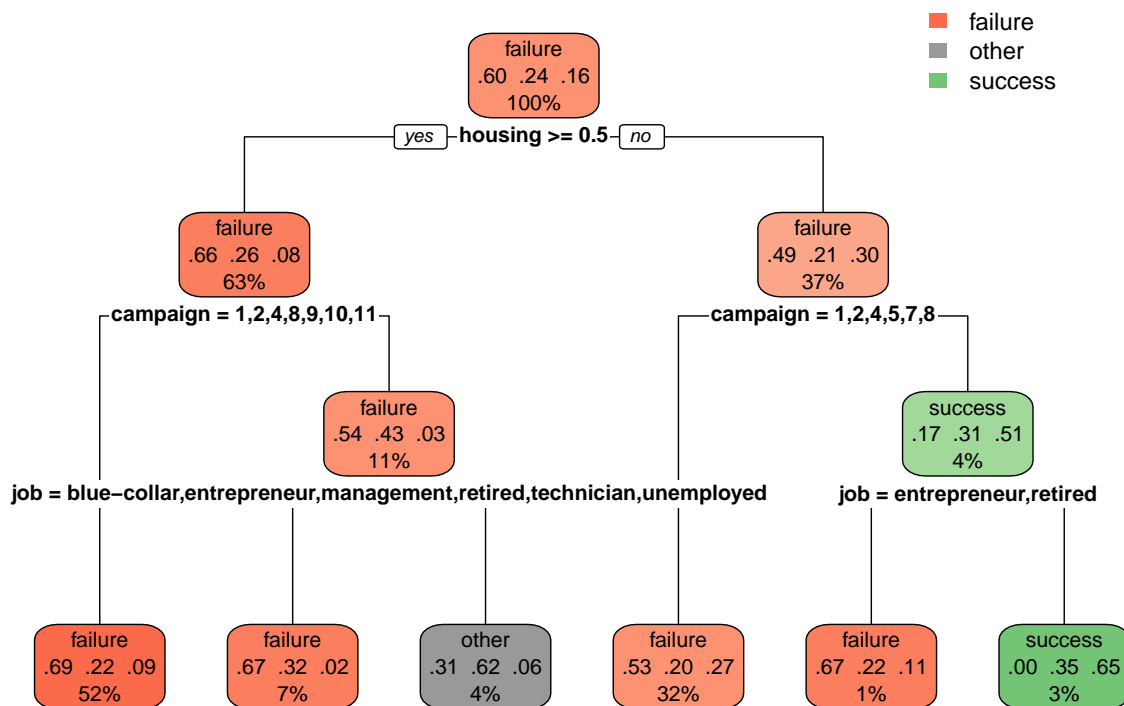 failure
other
success
failure
.60 .24 .16
100%
yes housing >= 0.5 no
failure
.66 .26 .08
63%
failure
.49 .21 .30
37%
campaign = 1,2,4,8,9,10,11
campaign = 1,2,4,5,7,8
failure
.54 .43 .03
11%
success
.17 .31 .51
4%
job = blue−collar,entrepreneur,management,retired,technician,unemployed
job = entrepreneur,retired
failure
.69 .22 .09
52%
failure
.67 .32 .02
7%
other
.31 .62 .06
4%
failure
.53 .20 .27
32%
failure
.67 .22 .11
1%
success
.00 .35 .65
3%